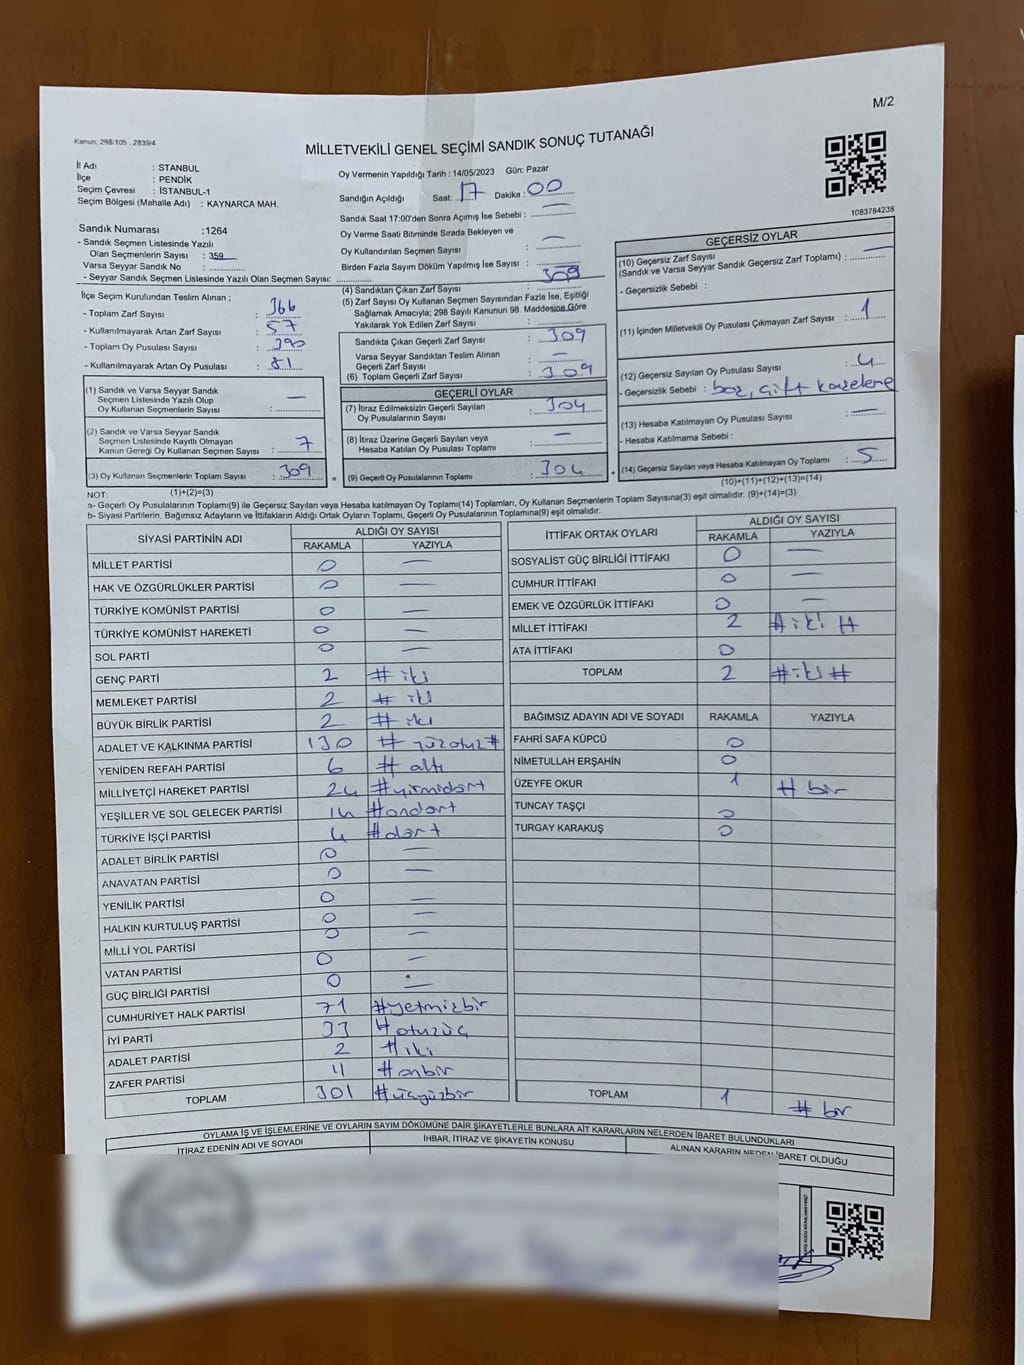 M/2
Kanun: 298/105 . 2839/4
MİLLETVEKİLİ GENEL SEÇİMİ SANDIK SONUÇ TUTANAĞI
İl Adı : STANBUL
İlçe : PENDİK
Seçim Çevresi : İSTANBUL-1
Seçim Bölgesi (Mahalle Adı) : KAYNARCA MAH.
Oy Vermenin Yapıldığı Tarih : 14/05/2023 Gün: Pazar
Sandığın Açıldığı Saat: 17 Dakika : 00
Sandık Saat 17:00'den Sonra Açımış İse Sebebi : —
Oy Verme Saati Bitiminde Sırada Bekleyen ve
Oy Kullandırılan Seçmen Sayısı : —
Birden Fazla Sayım Döküm Yapılmış İse Sayısı : —
1083784238
Sandık Numarası :1264
- Sandık Seçmen Listesinde Yazılı
Olan Seçmenlerin Sayısı : 359
Varsa Seyyar Sandık No :
- Seyyar Sandık Seçmen Listesinde Yazılı Olan Seçmen Sayısı:
İlçe Seçim Kurulundan Teslim Alınan ;
- Toplam Zarf Sayısı : 366
- Kullanılmayarak Artan Zarf Sayısı : 57
- Toplam Oy Pusulası Sayısı : 390
- Kullanılmayarak Artan Oy Pusulası : 81
(4) Sandıktan Çıkan Zarf Sayısı : 309
(5) Zarf Sayısı Oy Kullanan Seçmen Sayısından Fazla İse, Eşitliği
Sağlamak Amacıyla; 298 Sayılı Kanunun 98. Maddesine Göre
Yakılarak Yok Edilen Zarf Sayısı :
Sandıkta Çıkan Geçerli Zarf Sayısı : 309
Varsa Seyyar Sandıktan Teslim Alınan
Geçerli Zarf Sayısı : —
(6) Toplam Geçerli Zarf Sayısı : 309
GEÇERSİZ OYLAR
(10) Geçersiz Zarf Sayısı
(Sandık ve Varsa Seyyar Sandık Geçersiz Zarf Toplamı) : —
- Geçersizlik Sebebi :
(11) İçinden Milletvekili Oy Pusulası Çıkmayan Zarf Sayısı : 1
(12) Geçersiz Sayılan Oy Pusulası Sayısı : 4
- Geçersizlik Sebebi : boş, çift kaşeleme
(13) Hesaba Katılmayan Oy Pusulası Sayısı : —
- Hesaba Katılmama Sebebi :
(14) Geçersiz Sayılan veya Hesaba Katılmayan Oy Toplamı : 5
(10)+(11)+(12)+(13)=(14)
(1) Sandık ve Varsa Seyyar Sandık
Seçmen Listesinde Yazılı Olup
Oy Kullanan Seçmenlerin Sayısı : —
(2) Sandık ve Varsa Seyyar Sandık
Seçmen Listesinde Kayıtlı Olmayan
Kanun Gereği Oy Kullanan Seçmen Sayısı : 7
(3) Oy Kullanan Seçmenlerin Toplam Sayısı : 309
(1)+(2)=(3)
GEÇERLİ OYLAR
(7) İtiraz Edilmeksizin Geçerli Sayılan
Oy Pusulalarının Sayısı : 304
(8) İtiraz Üzerine Geçerli Sayılan veya
Hesaba Katılan Oy Pusulası Toplamı : —
= (9) Geçerli Oy Pusulalarının Toplamı : 304 +
NOT:
a- Geçerli Oy Pusulalarının Toplamı(9) ile Geçersiz Sayılan veya Hesaba katılmayan Oy Toplamı(14) Toplamları, Oy Kullanan Seçmenlerin Toplam Sayısına(3) eşit olmalıdır. (9)+(14)=(3)
b- Siyasi Partilerin, Bağımsız Adayların ve İttifakların Aldığı Ortak Oyların Toplamı, Geçerli Oy Pusulalarının Toplamına(9) eşit olmalıdır.
SİYASİ PARTİNİN ADI ALDIĞI OY SAYISI
RAKAMLA YAZIYLA
MİLLET PARTİSİ 0 —
HAK VE ÖZGÜRLÜKLER PARTİSİ 0 —
TÜRKİYE KOMÜNİST PARTİSİ 0 —
TÜRKİYE KOMÜNİST HAREKETİ 0 —
SOL PARTİ 0 —
GENÇ PARTİ 2 # iki
MEMLEKET PARTİSİ 2 # iki
BÜYÜK BİRLİK PARTİSİ 2 # iki
ADALET VE KALKINMA PARTİSİ 130 # yüzotuz #
YENİDEN REFAH PARTİSİ 6 # altı
MİLLİYETÇİ HAREKET PARTİSİ 24 #yirmidört
YEŞİLLER VE SOL GELECEK PARTİSİ 14 #ondört
TÜRKİYE İŞÇİ PARTİSİ 4 #dört
ADALET BİRLİK PARTİSİ 0 —
ANAVATAN PARTİSİ 0 —
YENİLİK PARTİSİ 0 —
HALKIN KURTULUŞ PARTİSİ 0 —
MİLLİ YOL PARTİSİ 0 —
VATAN PARTİSİ 0 —
GÜÇ BİRLİĞİ PARTİSİ 0 —
CUMHURİYET HALK PARTİSİ 71 #yetmişbir
İYİ PARTİ 33 #otuzüç
ADALET PARTİSİ 2 #iki
ZAFER PARTİSİ 11 #onbir
TOPLAM 301 #üçyüzbir
İTTİFAK ORTAK OYLARI ALDIĞI OY SAYISI
RAKAMLA YAZIYLA
SOSYALİST GÜÇ BİRLİĞİ İTTİFAKI 0 —
CUMHUR İTTİFAKI 0 —
EMEK VE ÖZGÜRLÜK İTTİFAKI 0 —
MİLLET İTTİFAKI 2 #iki #
ATA İTTİFAKI 0
TOPLAM 2 #iki #
BAĞIMSIZ ADAYIN ADI VE SOYADI RAKAMLA YAZIYLA
FAHRİ SAFA KÜPCÜ 0
NİMETULLAH ERŞAHİN 0
ÜZEYFE OKUR 1 # bir
TUNCAY TAŞÇI 0
TURGAY KARAKUŞ 0
TOPLAM 1 # bir
OYLAMA İŞ VE İŞLEMLERİNE VE OYLARIN SAYIM DÖKÜMÜNE DAİR ŞİKAYETLERLE BUNLARA AİT KARARLARIN NELERDEN İBARET BULUNDUKLARI
İTİRAZ EDENİN ADI VE SOYADI İHBAR, İTİRAZ VE ŞİKAYETİN KONUSU ALINAN KARARIN NEDEN İBARET OLDUĞU